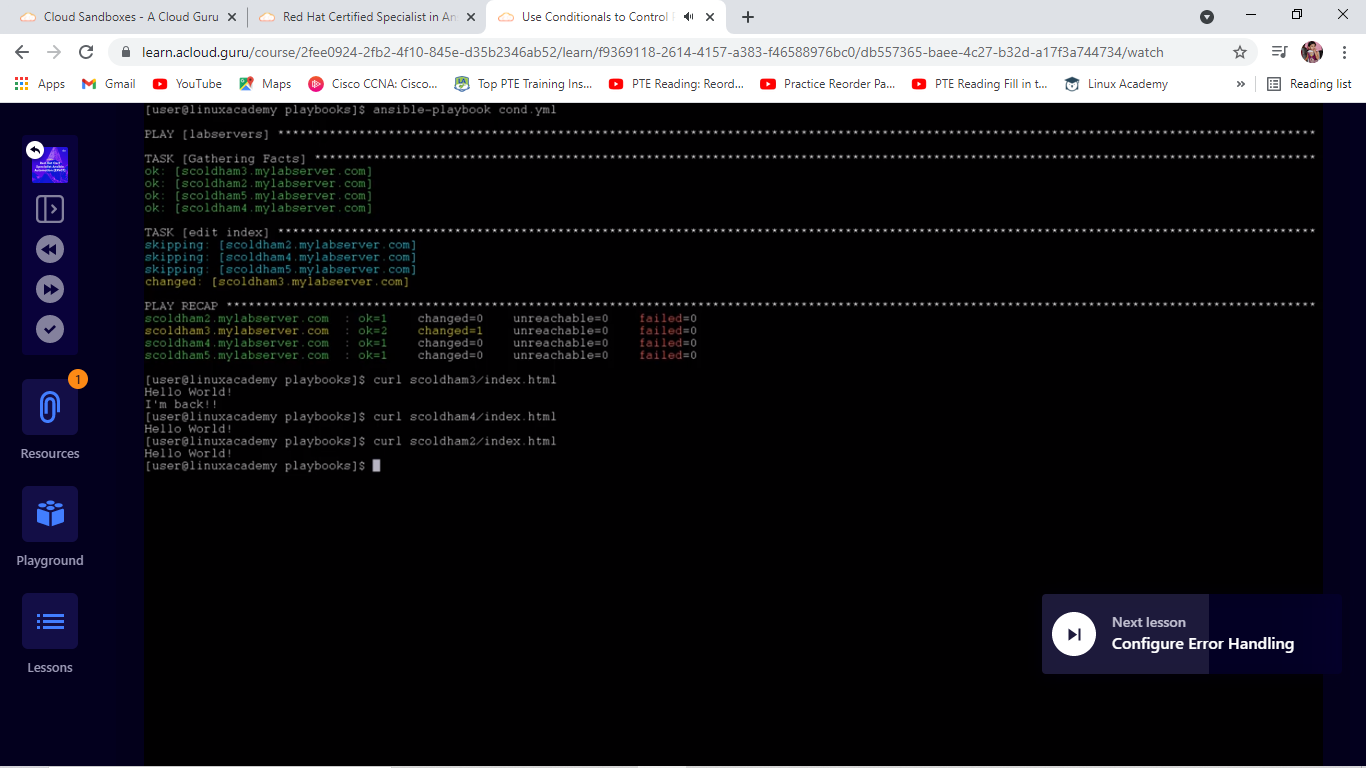 Cloud Sandboxes - A Cloud Guru
Red Hat Certified Specialist in An
Use Conditionals to Control
learn.acloud.guru/course/2fee0924-2fb2-4f10-845e-d35b2346ab52/learn/f9369118-2614-4157-a383-f46588976bc0/db557365-baee-4c27-b32d-a17f3a744734/watch
Apps
Gmail
YouTube
Maps
Cisco CCNA: Cisco...
Top PTE Training Ins...
PTE Reading: Reord...
Practice Reorder Pa...
PTE Reading Fill in t...
Linux Academy
»
Reading list
[user@linuxacademy playbooks]$ ansible-playbook cond.yml
PLAY [labservers] ****************************************************************
TASK [Gathering Facts] ****************************************************************
ok: [scoldham3.mylabserver.com]
ok: [scoldham2.mylabserver.com]
ok: [scoldham5.mylabserver.com]
ok: [scoldham4.mylabserver.com]
TASK [edit index] ****************************************************************
skipping: [scoldham2.mylabserver.com]
skipping: [scoldham4.mylabserver.com]
skipping: [scoldham5.mylabserver.com]
changed: [scoldham3.mylabserver.com]
PLAY RECAP ****************************************************************
scoldham2.mylabserver.com : ok=1 changed=0 unreachable=0 failed=0
scoldham3.mylabserver.com : ok=2 changed=1 unreachable=0 failed=0
scoldham4.mylabserver.com : ok=1 changed=0 unreachable=0 failed=0
scoldham5.mylabserver.com : ok=1 changed=0 unreachable=0 failed=0
[user@linuxacademy playbooks]$ curl scoldham3/index.html
Hello World!
I'm back!!
[user@linuxacademy playbooks]$ curl scoldham4/index.html
Hello World!
[user@linuxacademy playbooks]$ curl scoldham2/index.html
Hello World!
[user@linuxacademy playbooks]$
1
Resources
Playground
Lessons
Next lesson
Configure Error Handling